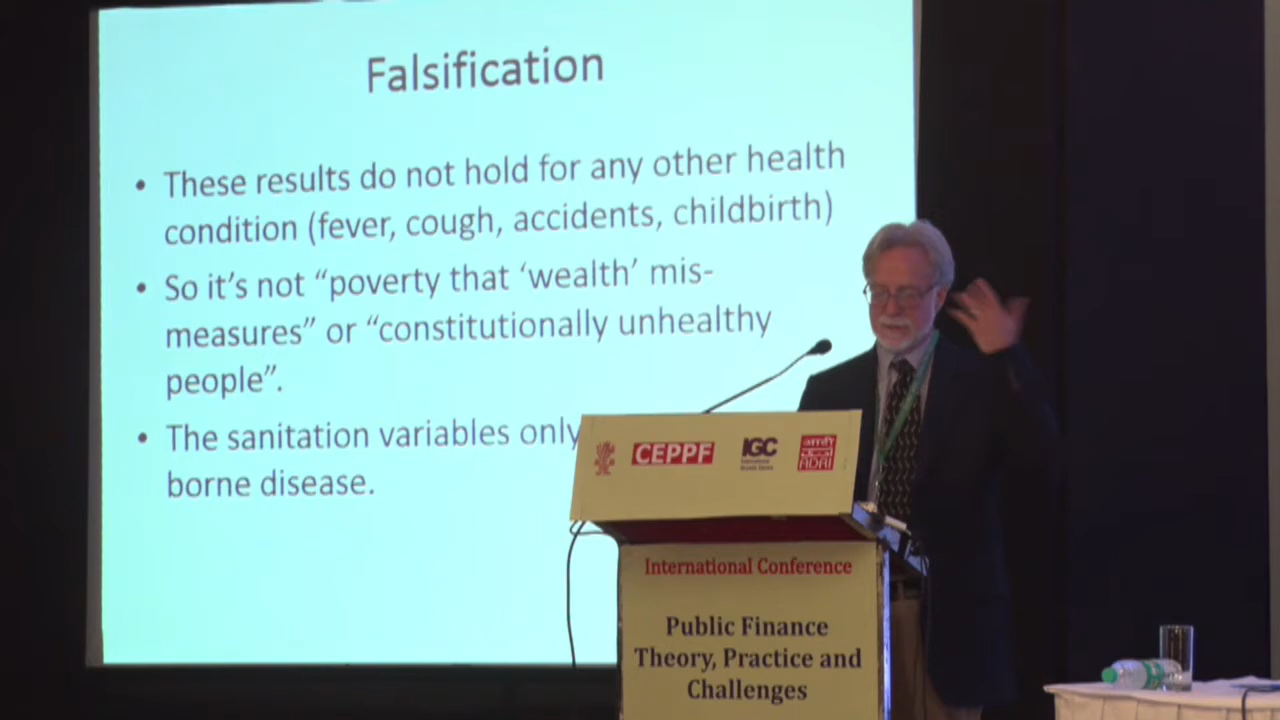 Falsification
• These results do not hold for any other health
condition (fever, cough, accidents, childbirth)
• So it's not “poverty that ‘wealth’ mis-
measures” or “constitutionally unhealthy
people”.
• The sanitation variables only
borne disease.
CEPPF
IGC
आद्री
ADRI
International Conference
Public Finance
Theory, Practice and
Challenges